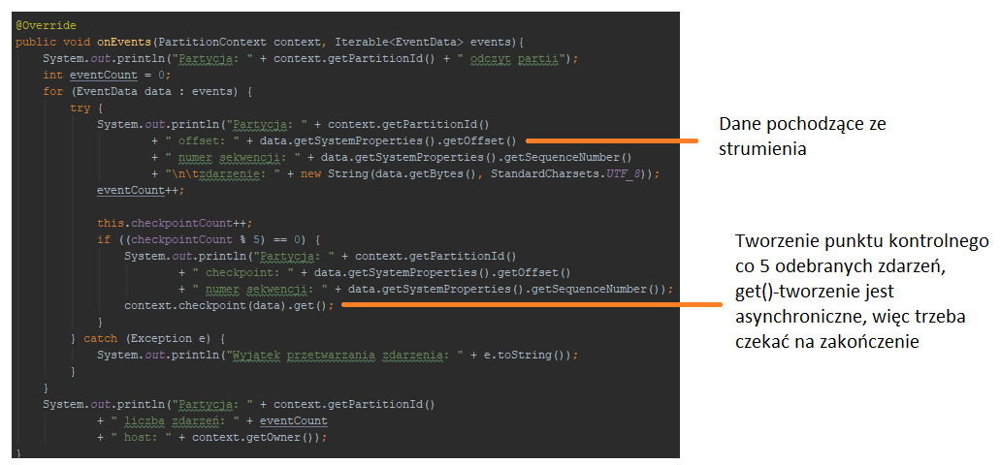 @Override
public void onEvents(PartitionContext context, Iterable<EventData> events){
    System.out.println("Partycja: " + context.getPartitionId() + " odczyt partii");
    int eventCount = 0;
    for (EventData data : events) {
        try {
            System.out.println("Partycja: " + context.getPartitionId()
                    + " offset: " + data.getSystemProperties().getOffset()
                    + " numer sekwencji: " + data.getSystemProperties().getSequenceNumber()
                    + "\n\tzdarzenie: " + new String(data.getBytes(), StandardCharsets.UTF_8));
            eventCount++;
            this.checkpointCount++;
            if ((checkpointCount % 5) == 0) {
                System.out.println("Partycja: " + context.getPartitionId()
                        + " checkpoint: " + data.getSystemProperties().getOffset()
                        + " numer sekwencji: " + data.getSystemProperties().getSequenceNumber());
                context.checkpoint(data).get();
            }
        } catch (Exception e) {
            System.out.println("Wyjątek przetwarzania zdarzenia: " + e.toString());
        }
    }
    System.out.println("Partycja: " + context.getPartitionId()
            + " liczba zdarzeń: " + eventCount
            + " host: " + context.getOwner());
}
Dane pochodzące ze
strumienia
Tworzenie punktu kontrolnego
co 5 odebranych zdarzeń,
get()-tworzenie jest
asynchroniczne, więc trzeba
czekać na zakończenie